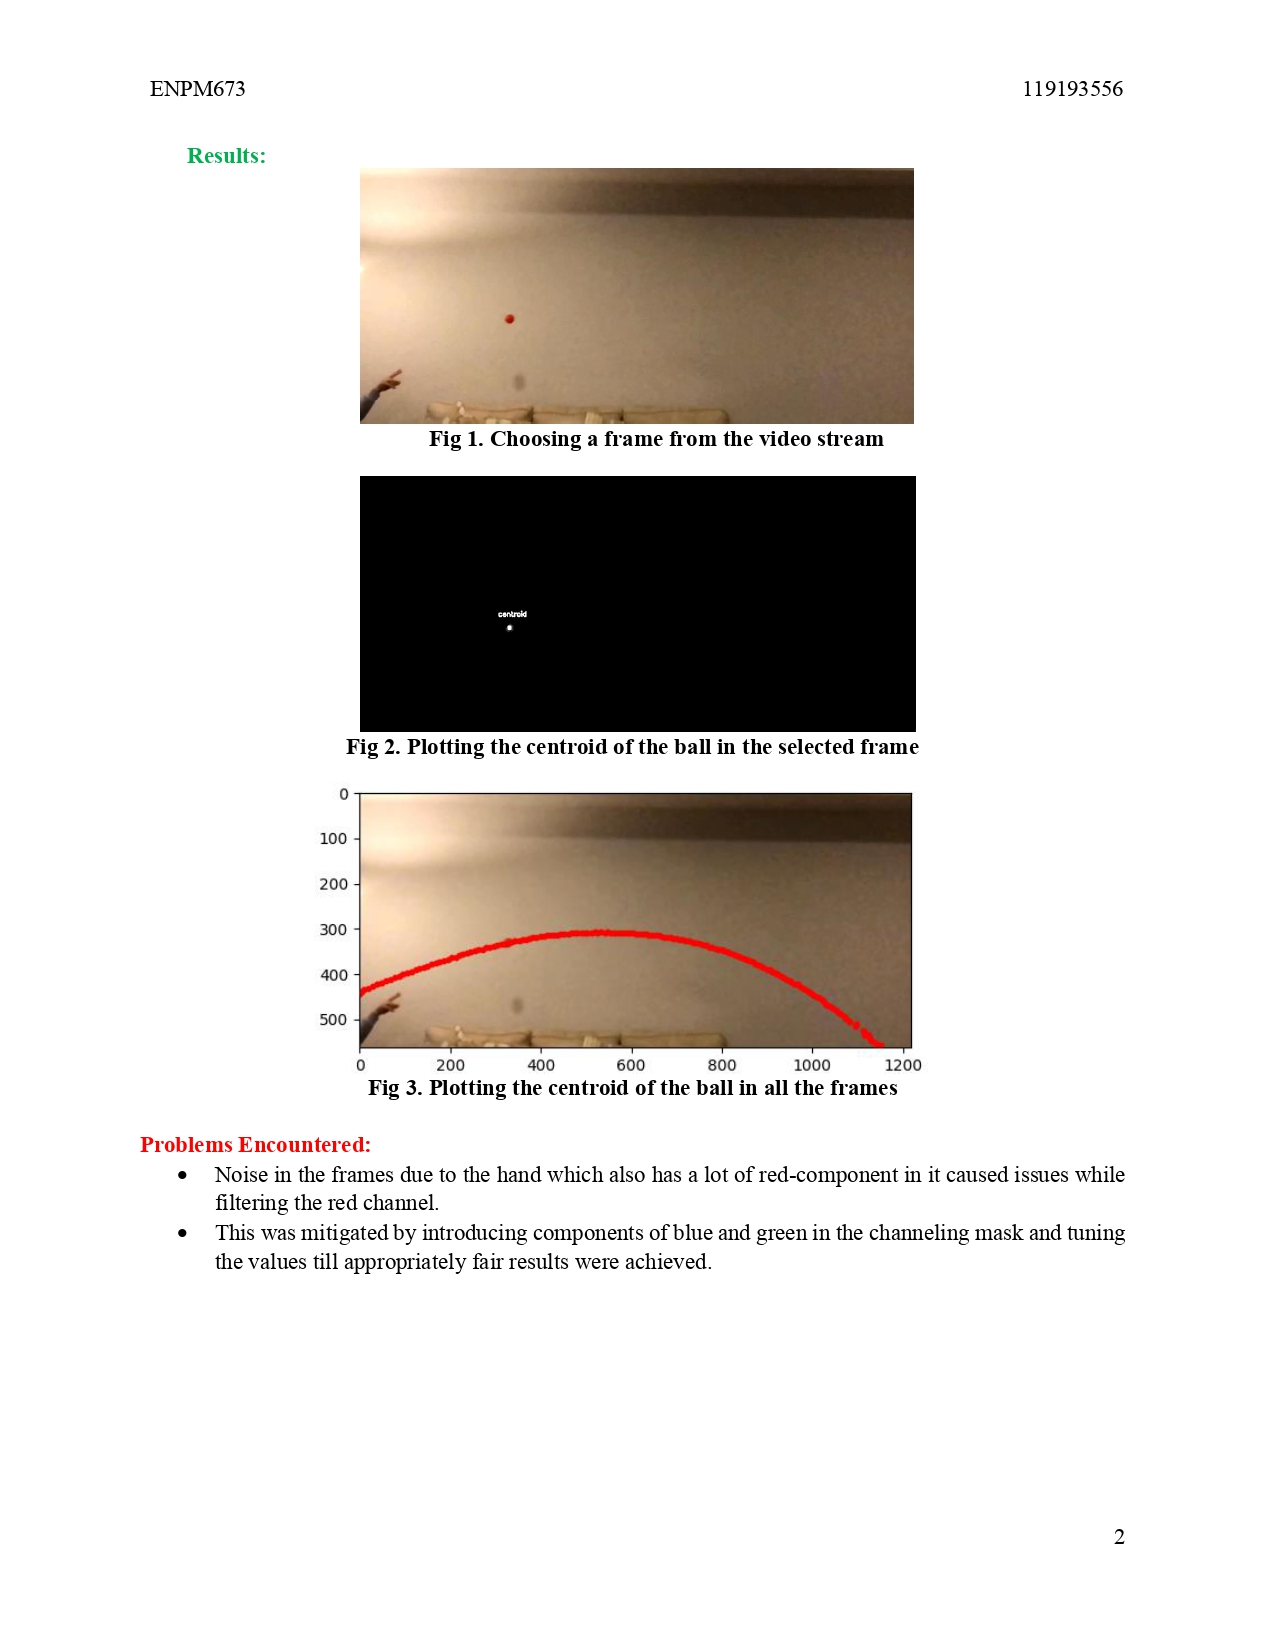 ENPM673 119193556
Results:
Fig 1. Choosing a frame from the video stream
centroid
Fig 2. Plotting the centroid of the ball in the selected frame
0
100
200
300
400
500
0 200 400 600 800 1000 1200
Fig 3. Plotting the centroid of the ball in all the frames
Problems Encountered:
• Noise in the frames due to the hand which also has a lot of red-component in it caused issues while
filtering the red channel.
• This was mitigated by introducing components of blue and green in the channeling mask and tuning
the values till appropriately fair results were achieved.
2